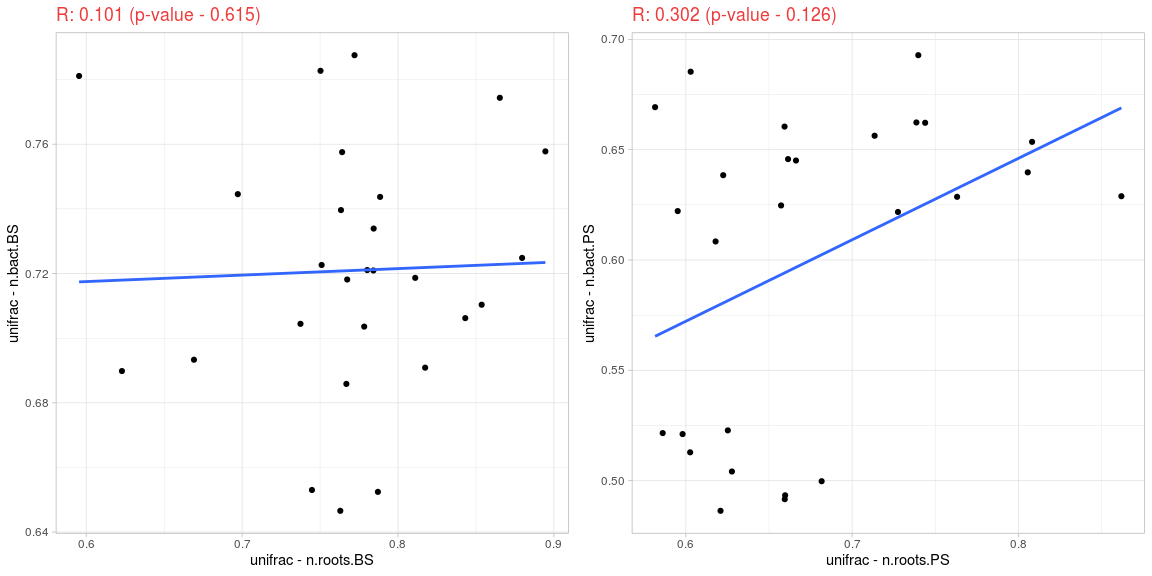 R: 0.101 (p-value - 0.615)
unifrac - n.bact.BS
0.76
0.72
0.68
0.64
0.6
0.7
0.8
0.9
unifrac - n.roots.BS
R: 0.302 (p-value - 0.126)
unifrac - n.bact.PS
0.70
0.65
0.60
0.55
0.50
0.6
0.7
0.8
unifrac - n.roots.PS